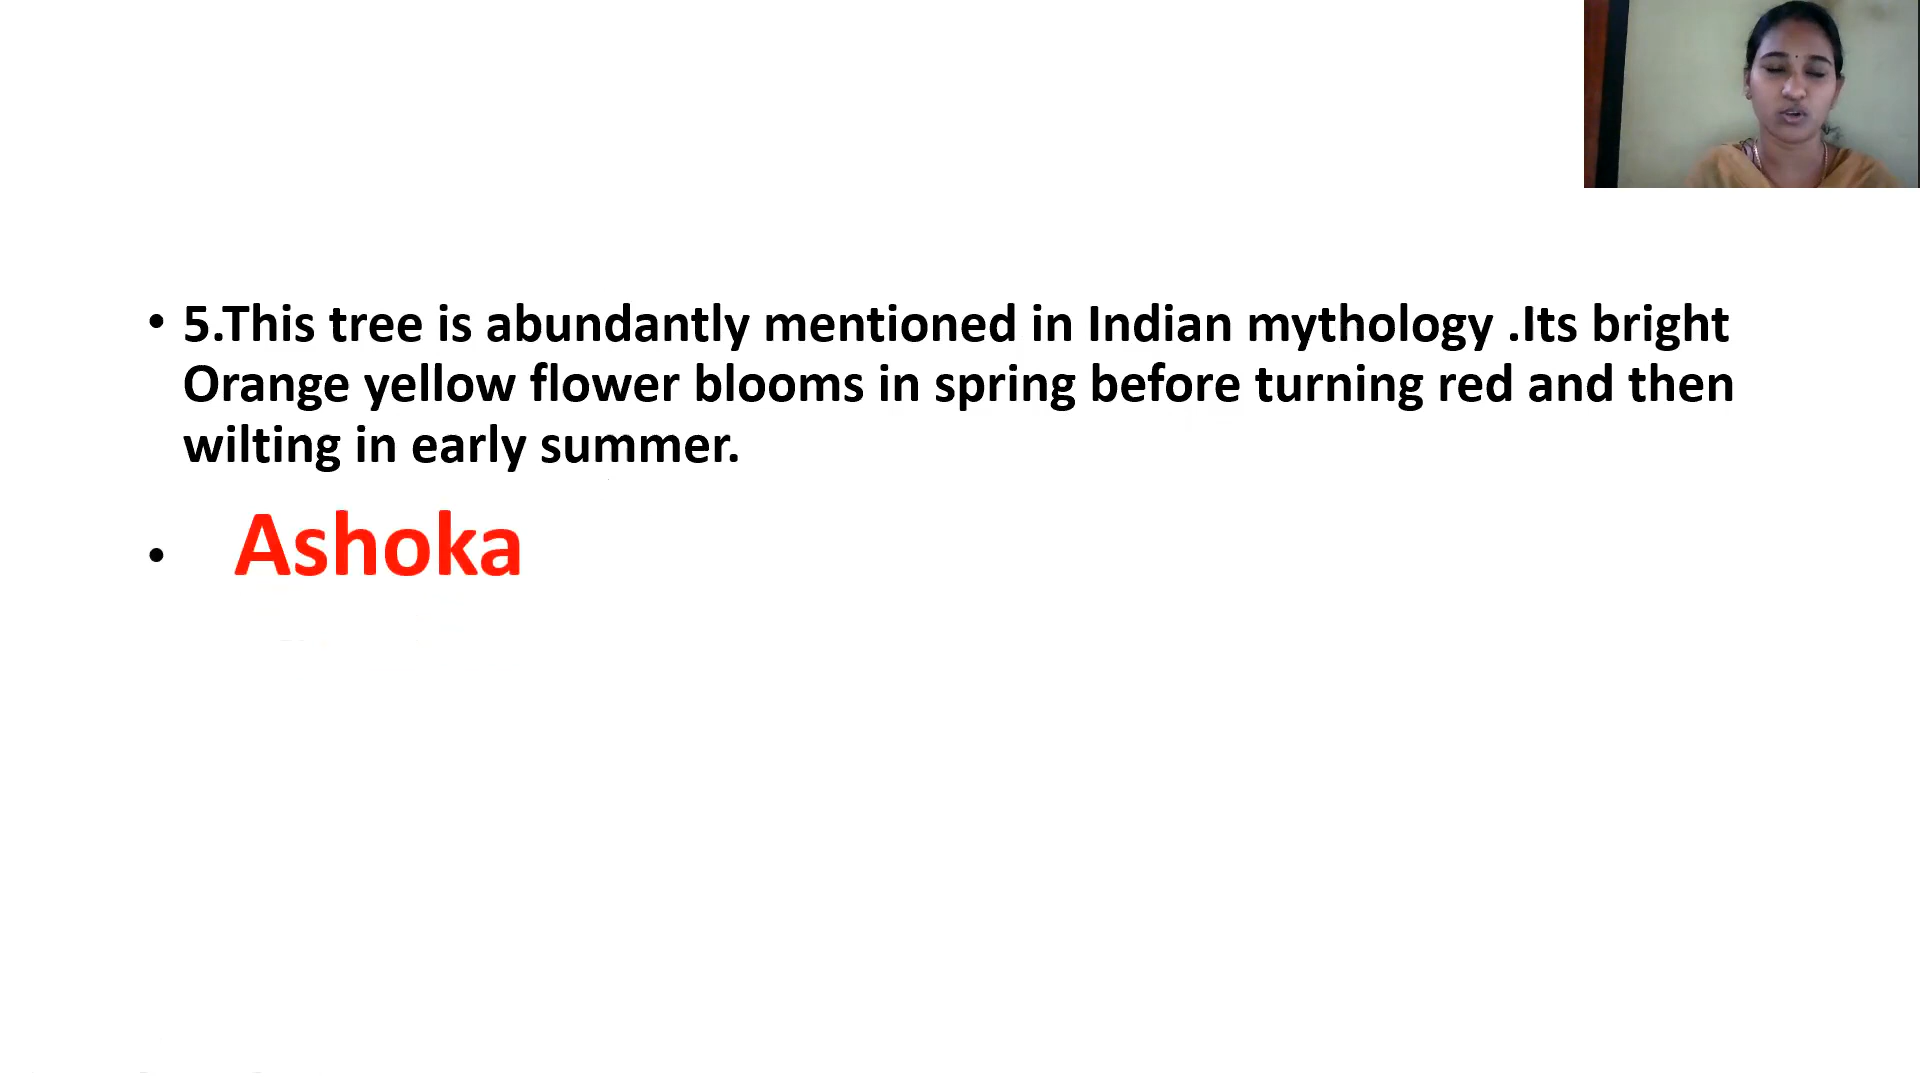 • 5.This tree is abundantly mentioned in Indian mythology .Its bright
Orange yellow flower blooms in spring before turning red and then
wilting in early summer.
• Ashoka